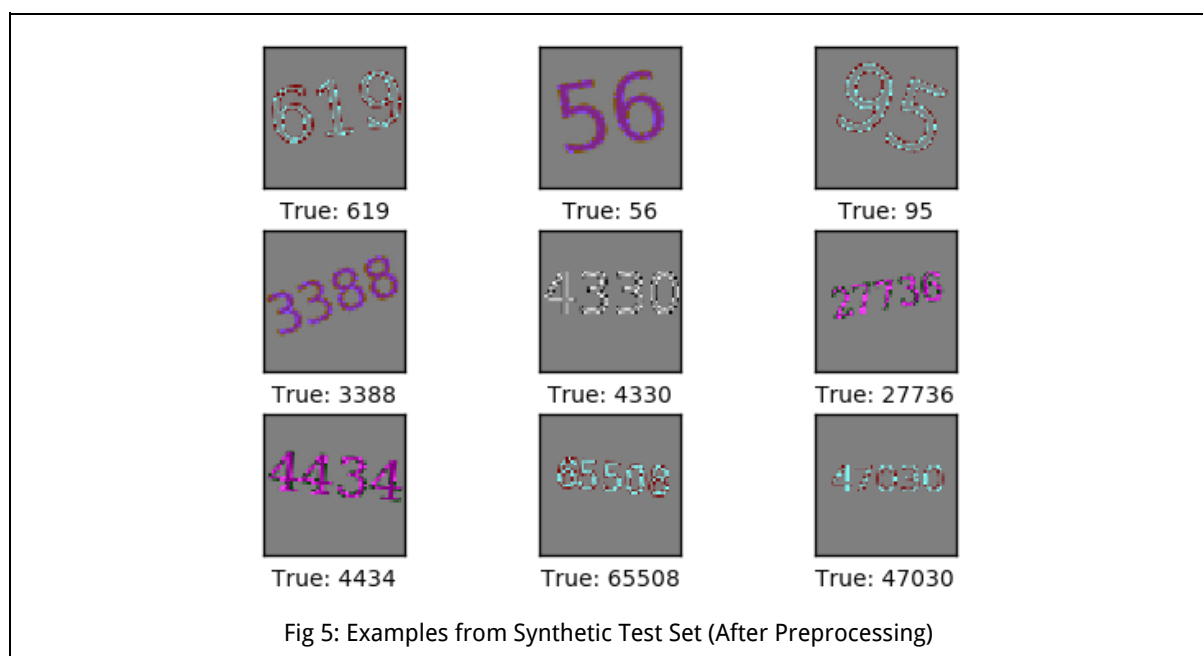 619 56 95
True: 619 True: 56 True: 95
3388 4330 27736
True: 3388 True: 4330 True: 27736
4434 65508 47030
True: 4434 True: 65508 True: 47030
Fig 5: Examples from Synthetic Test Set (After Preprocessing)